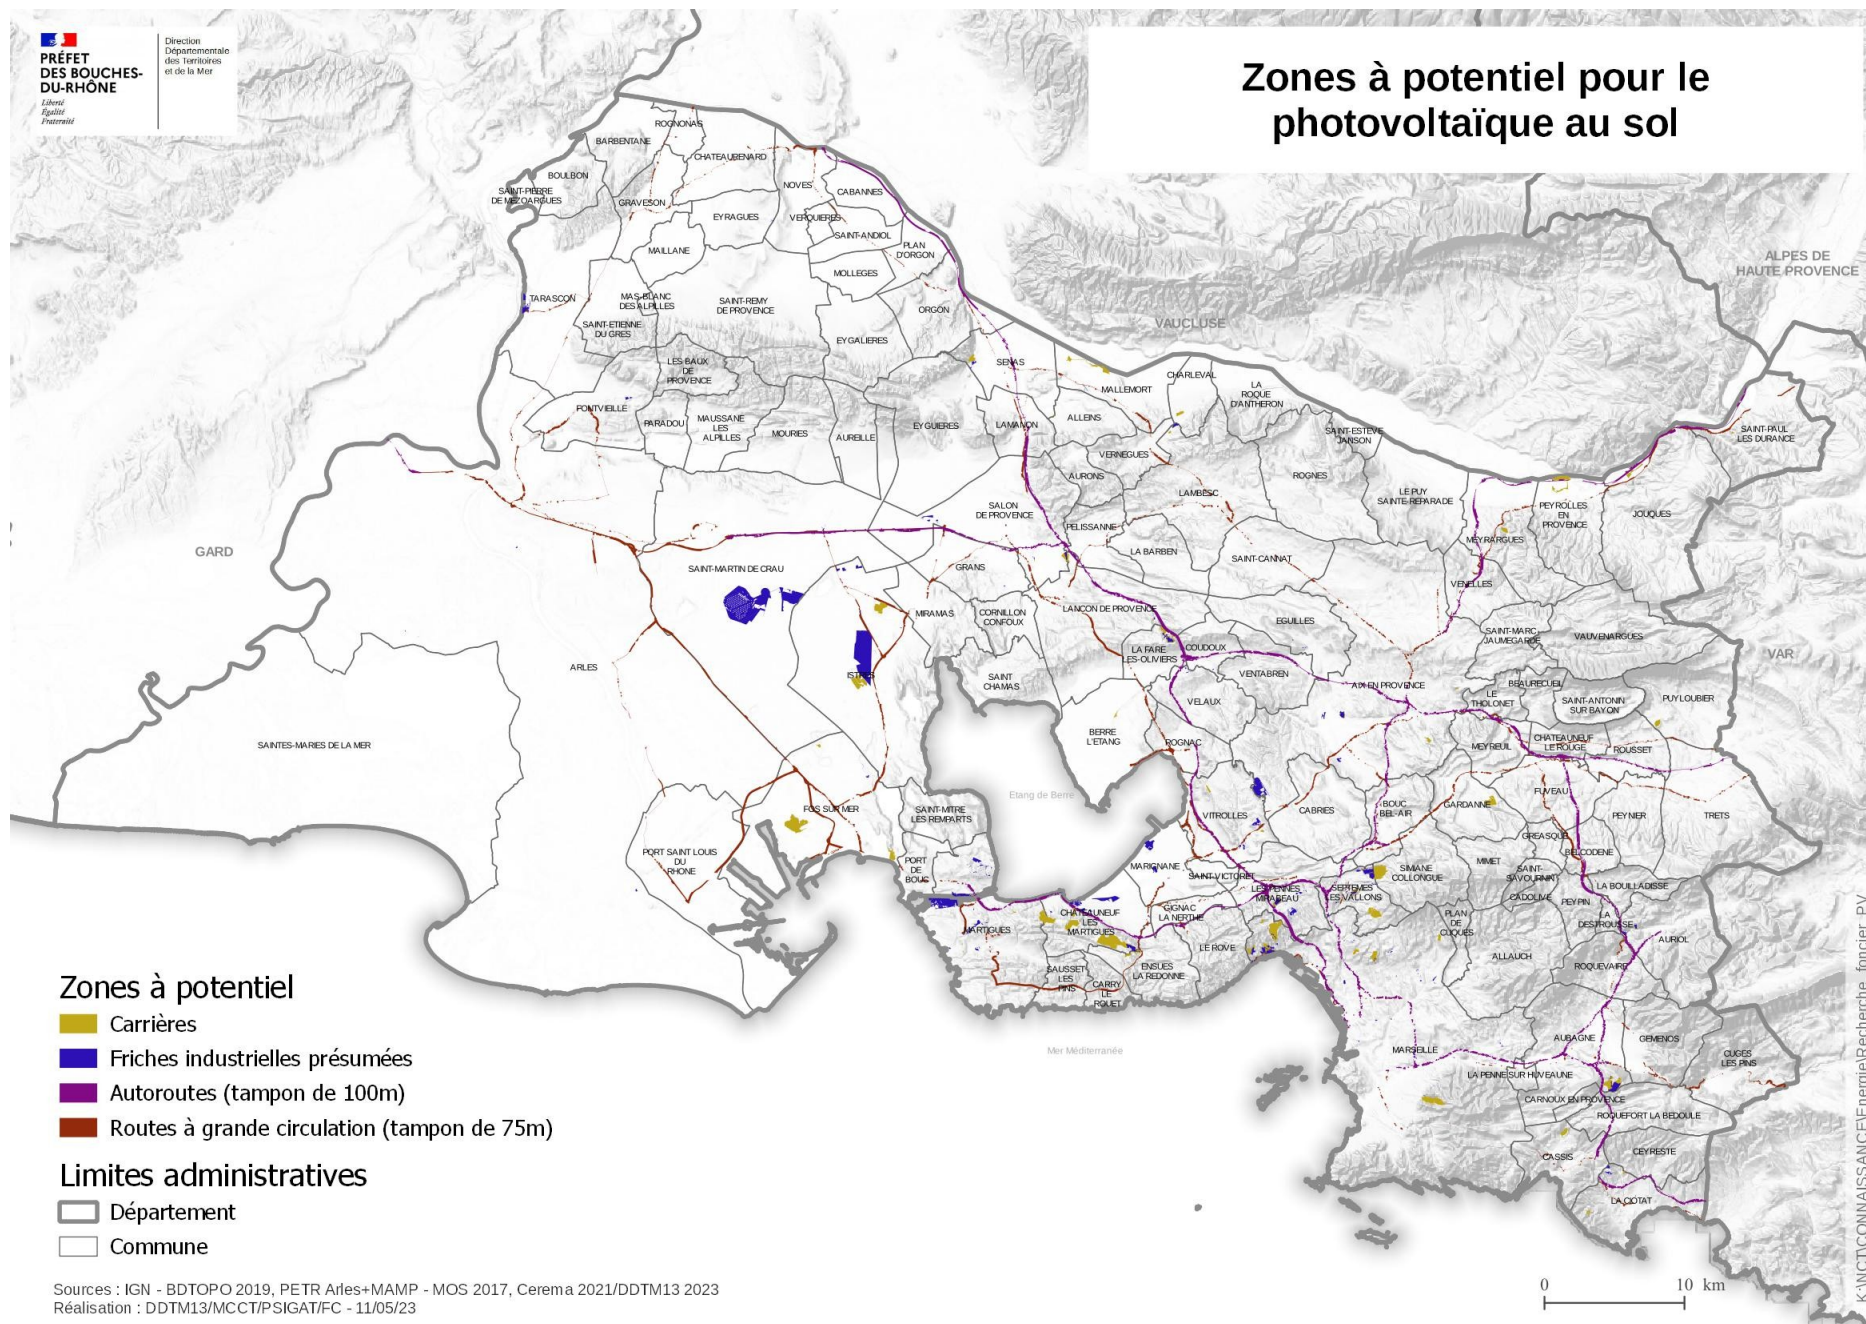 PRÉFET
DES BOUCHES-
DU-RHÔNE
Liberté
Égalité
Fraternité
Direction
Départementale
des Territoires
et de la Mer
Zones à potentiel pour le
photovoltaïque au sol
ROGNONAS
BARBENTANE
CHATEAURENARD
BOULBON
NOVES
CABANNES
SAINT-PIERRE
DE MEZOARGUES
GRAVESON
EYRAGUES
VERQUIERES
SAINT-ANDIOL
MAILLANE
PLAN
D'ORGON
MOLLEGES
ALPES DE
HAUTE PROVENCE
TARASCON
MAS-BLANC
DES ALPILLES
SAINT-REMY
DE PROVENCE
ORGON
SAINT-ETIENNE
DU GRES
VAUCLUSE
EYGALIERES
LES BAUX
DE
PROVENCE
SENAS
CHARLEVAL
MALLEMORT
LA
ROQUE
D'ANTHERON
FONTVIEILLE
PARADOU
MAUSSANE
LES
ALPILLES
MOURIES
AUREILLE
EYGUIERES
LAMANON
ALLEINS
SAINT-ESTEVE
JANSON
SAINT-PAUL
LES DURANCE
VERNEGUES
AURONS
ROGNES
LAMBESC
LE PUY
SAINTE-REPARADE
SALON
DE PROVENCE
PEYROLLES
EN
PROVENCE
JOUQUES
PELISSANNE
MEYRARGUES
GARD
LA BARBEN
SAINT-CANNAT
SAINT-MARTIN DE CRAU
GRANS
VENELLES
MIRAMAS
CORNILLON
CONFOUX
LANCON DE PROVENCE
EGUILLES
SAINT-MARC-
JAUMEGARDE
VAUVENARGUES
LA FARE
LES-OLIVIERS
COUDOUX
VAR
ARLES
ISTRES
SAINT
CHAMAS
VENTABREN
AIX EN PROVENCE
BEAURECUEIL
LE
THOLONET
SAINT-ANTONIN
SUR BAYON
PUYLOUBIER
VELAUX
SAINTES-MARIES DE LA MER
BERRE
L'ETANG
ROGNAC
MEYREUIL
CHATEAUNEUF
LE ROUGE
ROUSSET
Etang de Berre
FOS SUR MER
SAINT-MITRE
LES REMPARTS
VITROLLES
CABRIES
BOUC
BEL-AIR
GARDANNE
FUVEAU
PEYNIER
TRETS
GREASQUE
BELCODENE
PORT SAINT LOUIS
DU
RHONE
PORT
DE
BOUC
MARIGNANE
SAINT-VICTORET
SIMIANE
COLLONGUE
MIMET
SAINT-
SAVOURNIN
LA BOUILLADISSE
LES PENNES
MIRABEAU
SEPTEMES
LES VALLONS
CADOLIVE
PEYPIN
CHATEAUNEUF
LES
MARTIGUES
GIGNAC
LA NERTHE
PLAN
DE
CUQUES
LA
DESTROUSSE
MARTIGUES
LE ROVE
AURIOL
ALLAUCH
ROQUEVAIRE
SAUSSET
LES
PINS
ENSUES
LA REDONNE
CARRY
LE
ROUET
AUBAGNE
GEMENOS
Mer Méditerranée
MARSEILLE
CUGES
LES PINS
LA PENNE SUR HUVEAUNE
CARNOUX EN PROVENCE
ROQUEFORT LA BEDOULE
CASSIS
CEYRESTE
LA CIOTAT
Zones à potentiel
Carrières
Friches industrielles présumées
Autoroutes (tampon de 100m)
Routes à grande circulation (tampon de 75m)
Limites administratives
Département
Commune
Sources : IGN - BDTOPO 2019, PETR Arles+MAMP - MOS 2017, Cerema 2021/DDTM13 2023
Réalisation : DDTM13/MCCT/PSIGAT/FC - 11/05/23
0 10 km
K:\NCT\CONNAISSANCE\Energie\Recherche_foncier_PV